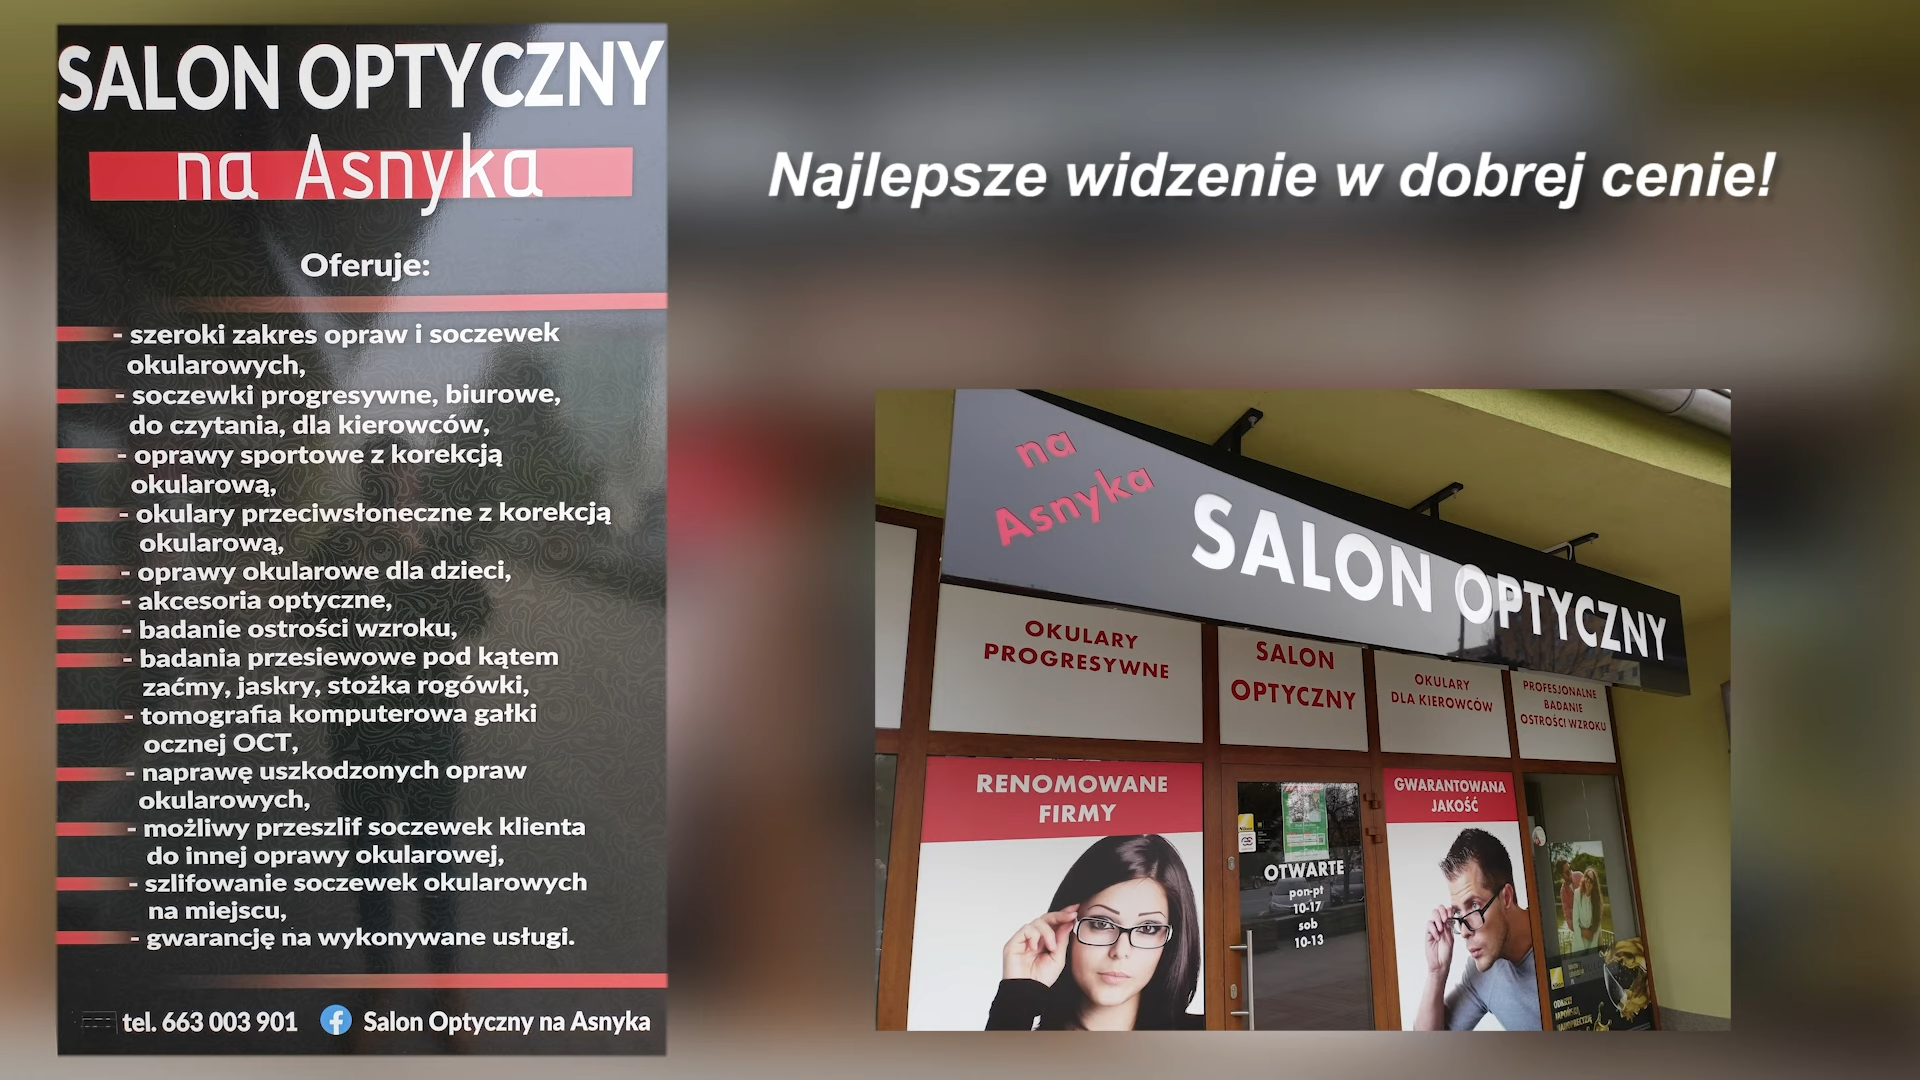 SALON OPTYCZNY
na Asnyka
Oferuje:
- szeroki zakres opraw i soczewek
okularowych,
- soczewki progresywne, biurowe,
do czytania, dla kierowców,
- oprawy sportowe z korekcją
okularową,
- okulary przeciwsłoneczne z korekcją
okularową,
- oprawy okularowe dla dzieci,
- akcesoria optyczne,
- badanie ostrości wzroku,
- badania przesiewowe pod kątem
zaćmy, jaskry, stożka rogówki,
- tomografia komputerowa gałki
ocznej OCT,
- naprawę uszkodzonych opraw
okularowych,
- możliwy przeszlif soczewek klienta
do innej oprawy okularowej,
- szlifowanie soczewek okularowych
na miejscu,
- gwarancję na wykonywane usługi.
tel. 663 003 901
Salon Optyczny na Asnyka
Najlepsze widzenie w dobrej cenie!
na
Asnyka
SALON OPTYCZNY
OKULARY
PROGRESYWNE
SALON
OPTYCZNY
OKULARY
DLA KIEROWCÓW
PROFESJONALNE
BADANIE
OSTROŚCI WZROKU
RENOMOWANE
FIRMY
OTWARTE
pon-pt
10-17
sob
10-13
GWARANTOWANA
JAKOŚĆ